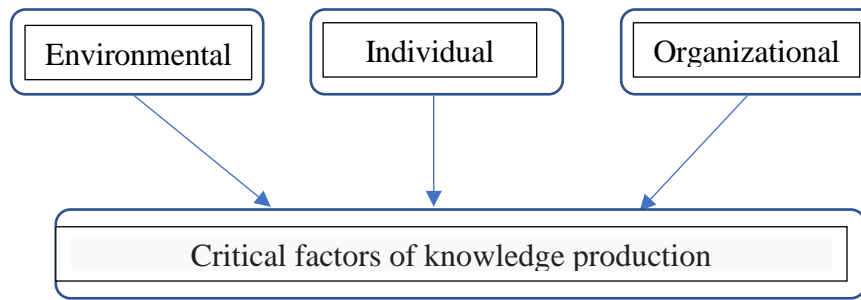 Environmental
Individual
Organizational
Critical factors of knowledge production